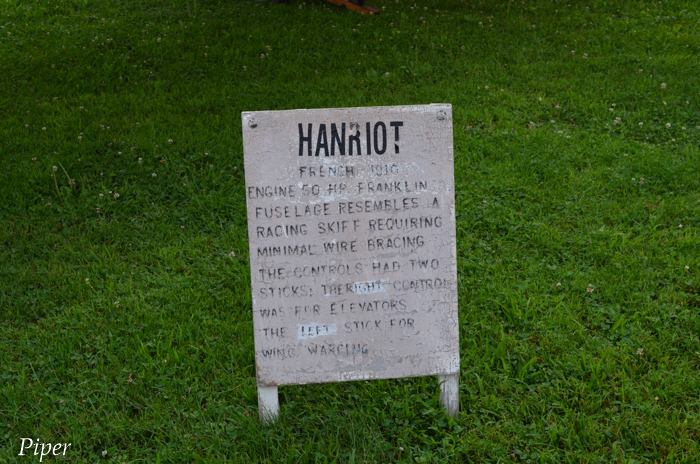 HANRIOT
FRENCH 1910
ENGINE 50 HP. FRANKLIN
FUSELAGE RESEMBLES A
RACING SKIFF REQUIRING
MINIMAL WIRE BRACING
THE CONTROLS HAD TWO
STICKS; THE RIGHT CONTROL
WAS FOR ELEVATORS
THE LEFT STICK FOR
WING WARPING
Piper